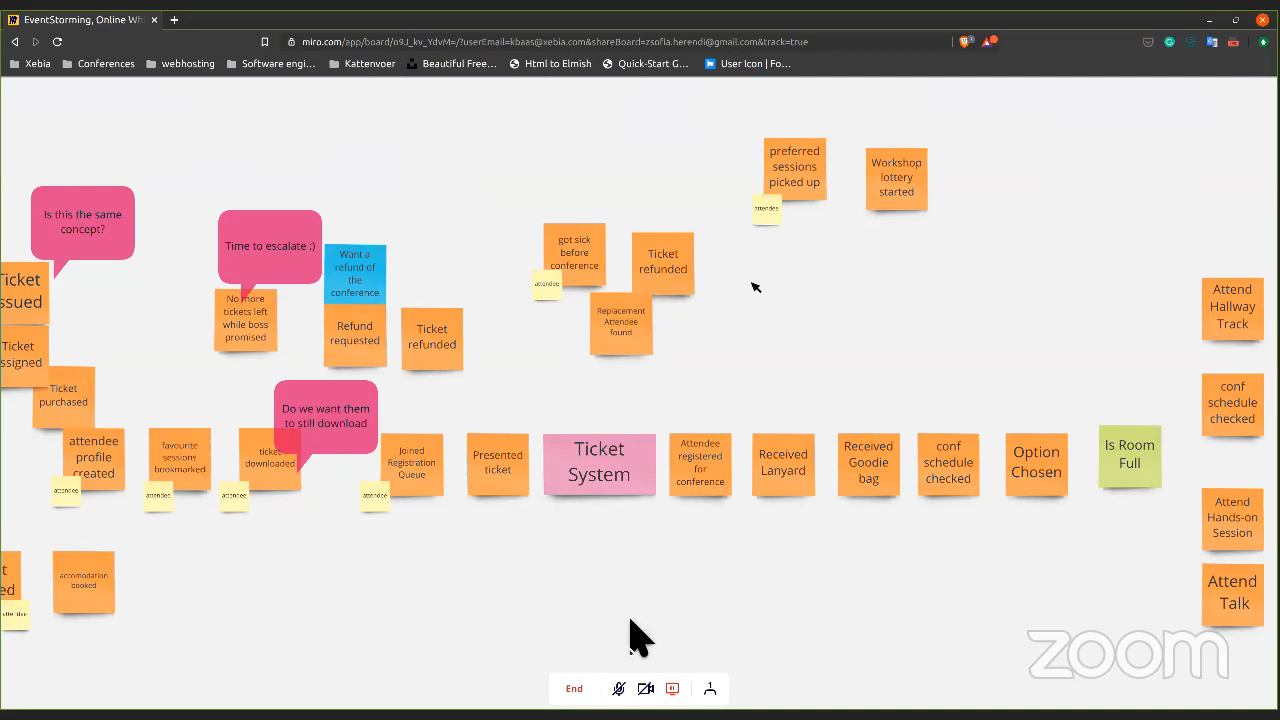 EventStorming, Online Wh
miro.com/app/board/o9J_kv_YdvM=/?userEmail=kbaas@xebia.com&shareBoard=zsofia.herendi@gmail.com&track=true
Xebia
Conferences
webhosting
Software engi...
Kattenvoer
Beautiful Free...
Html to Elmish
Quick-Start G...
User Icon | Fo...
preferred
sessions
picked up
attendee
Workshop
lottery
started
Is this the same
concept?
Time to escalate :)
Want a
refund of
the
conference
got sick
before
conference
attendee
Ticket
refunded
Replacement
Attendee
found
Ticket
ssued
Ticket
ssigned
No more
tickets left
while boss
promised
Refund
requested
Ticket
refunded
Attend
Hallway
Track
Ticket
purchased
Do we want them
to still download
conf
schedule
checked
attendee
profile
created
attendee
favourite
sessions
bookmarked
attendee
ticket
downloaded
attendee
Joined
Registration
Queue
attendee
Presented
ticket
Ticket
System
Attendee
registered
for
conference
Received
Lanyard
Received
Goodie
bag
conf
schedule
checked
Option
Chosen
Is Room
Full
Attend
Hands-on
Session
t
ed
attendee
accomodation
booked
Attend
Talk
zoom
End
1